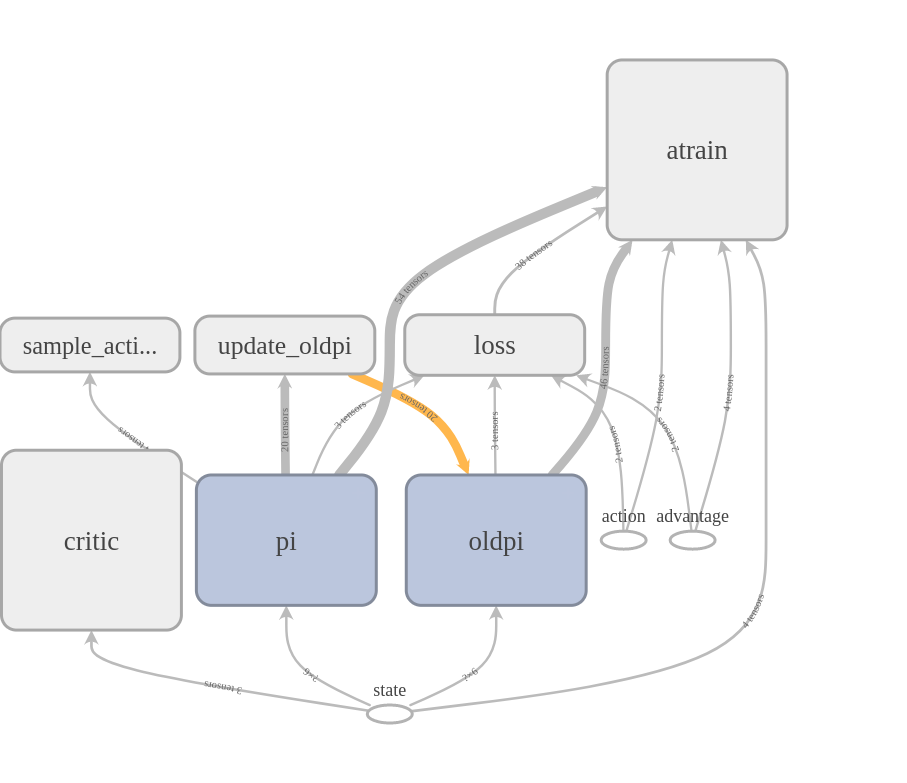 atrain
54 tensors
38 tensors
sample_acti...
update_oldpi
loss
46 tensors
20 tensors
3 tensors
20 tensors
3 tensors
2 tensors
2 tensors
2 tensors
4 tensors
tensors
critic
pi
oldpi
action
advantage
4 tensors
3 tensors
?×6
?×6
state